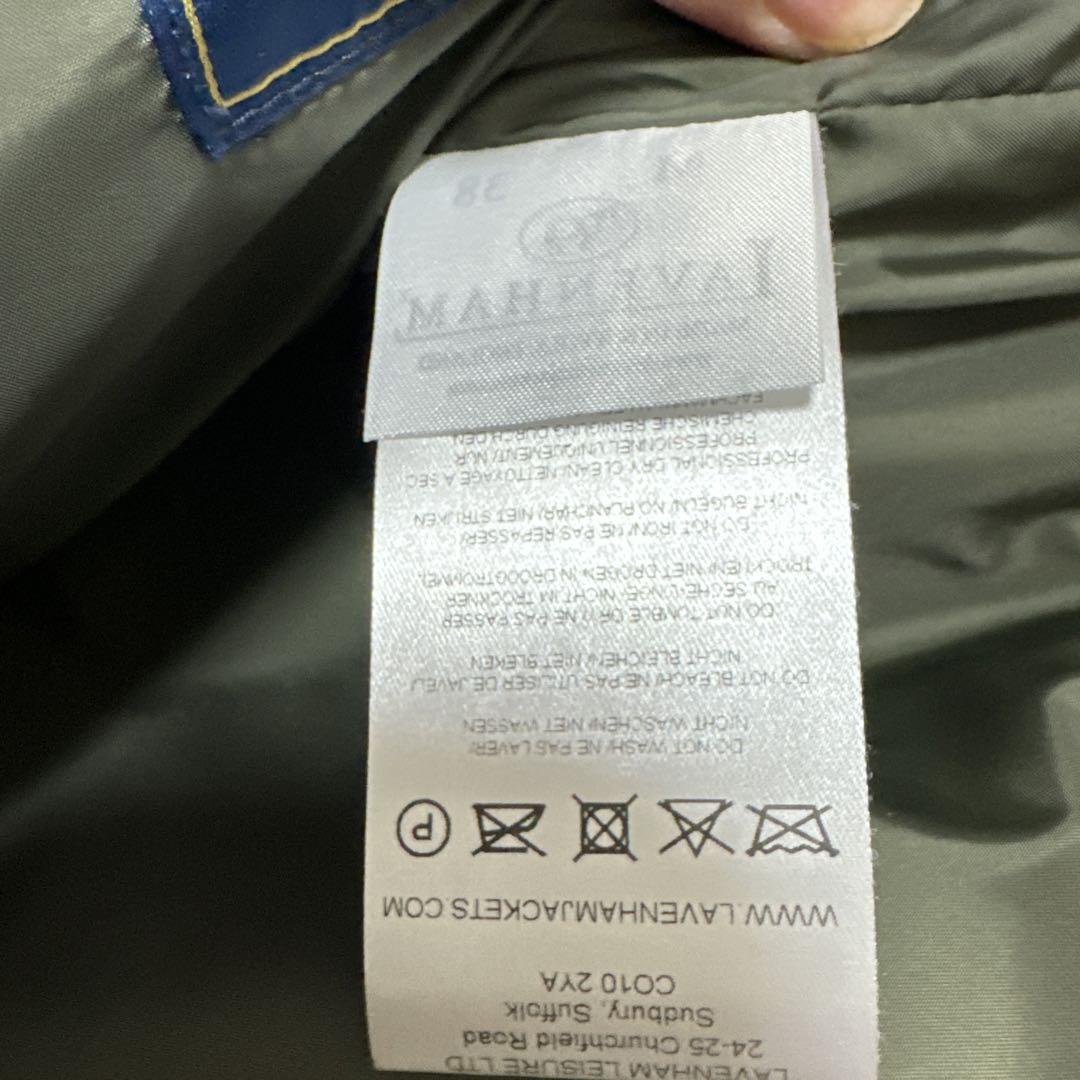 LAVENHAM LEISURE LTD
24-25 Churchfield Road
Sudbury, Suffolk
CO10 2YA
WWW.LAVENHAMJACKETS.COM
P
DO NOT WASH/ NE PAS LAVER/
NICHT WASCHEN/ NIET WASSEN
DO NOT BLEACH/ NE PAS UTILISER DE JAVEL/
NICHT BLEICHEN/ NIET BLEKEN
DO NOT TUMBLE DRY/ NE PAS PASSER
AU SECHE-LINGE/ NICHT IM TROCKNER
TROCKNEN/ NIET DROGEN IN DROOGTROMMEL
DO NOT IRON/ NE PAS REPASSER/
NICHT BUGELN/ NO PLANCHAR/ NIET STRIJKEN
PROFESSIONAL DRY CLEAN/ NETTOYAGE A SEC
PROFESSIONNEL UNIQUEMENT/ NUR
CHEMISCHE REINIGUNG DURCH DEN
M 38
LAVENHAM